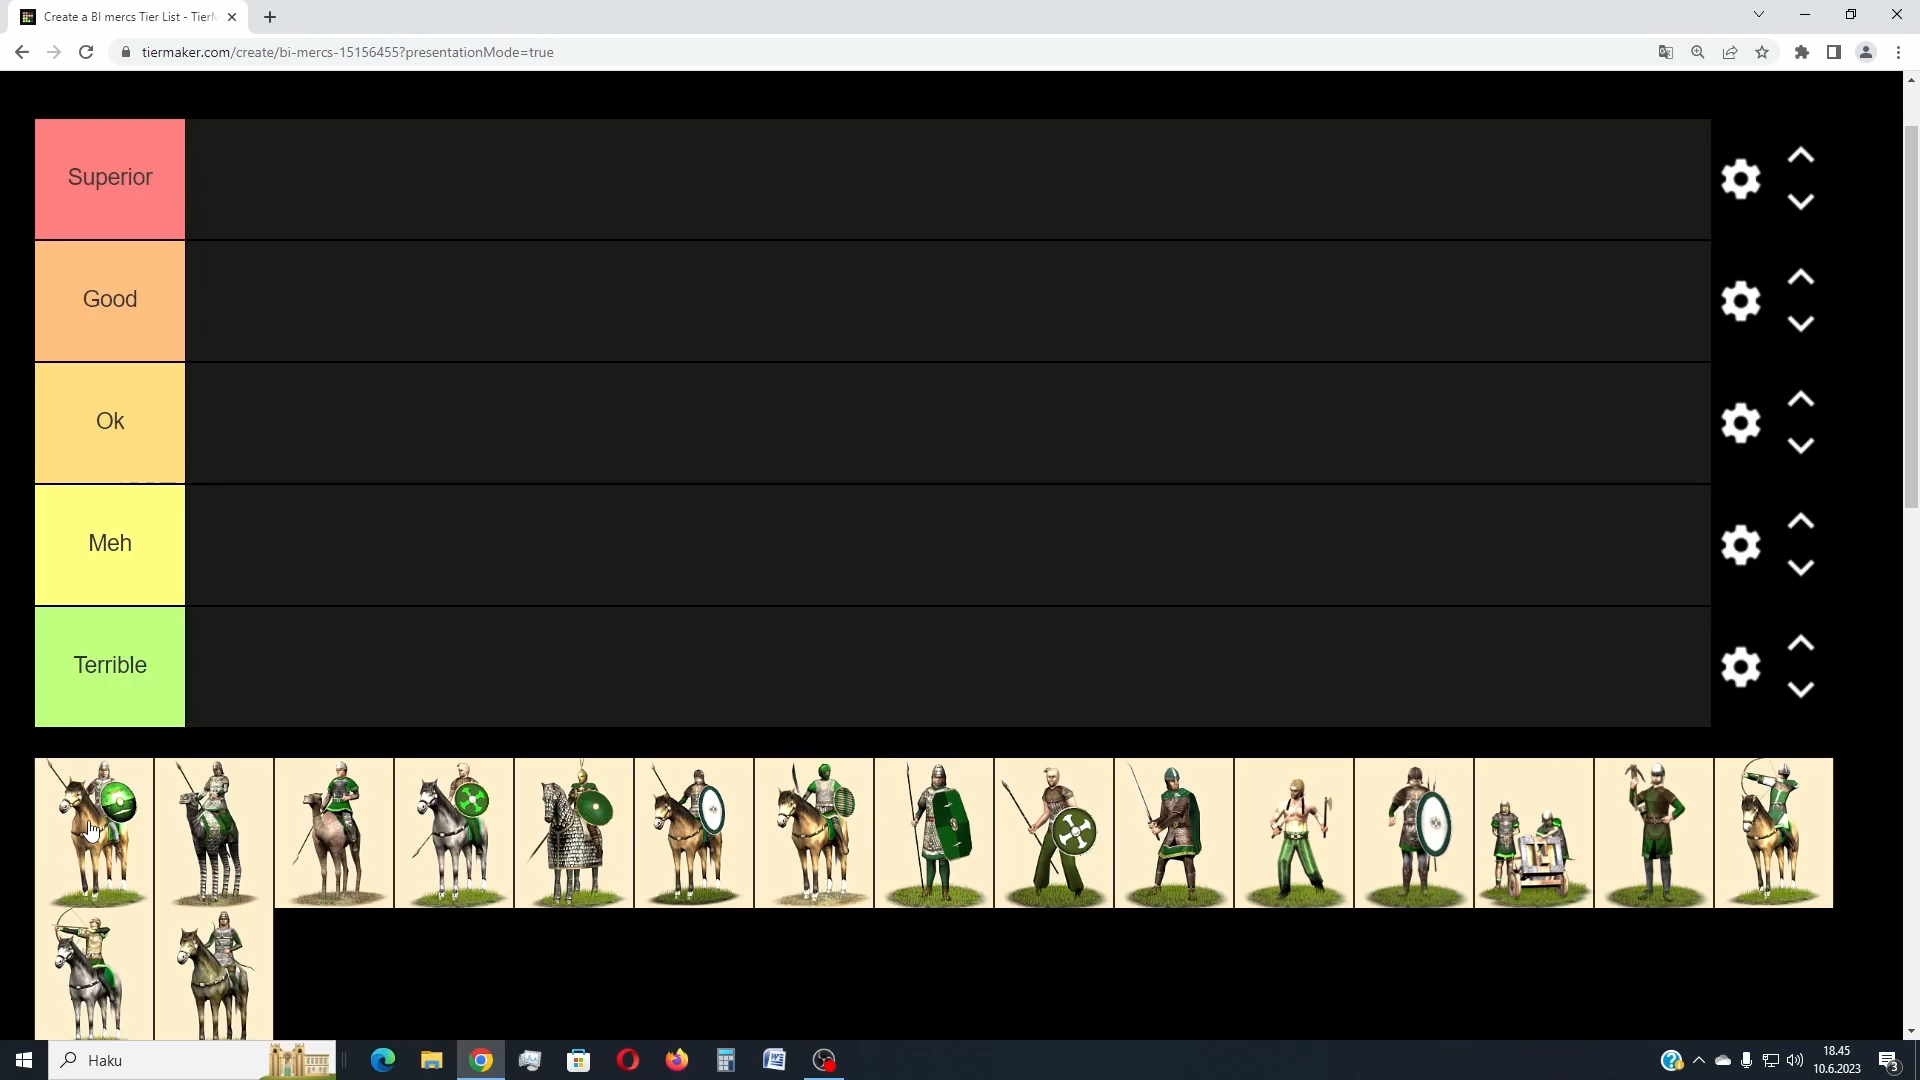 Create a BI mercs Tier List - TierM
tiermaker.com/create/bi-mercs-15156455?presentationMode=true
Superior
Good
Ok
Meh
Terrible
Haku
18.45
10.6.2023
3